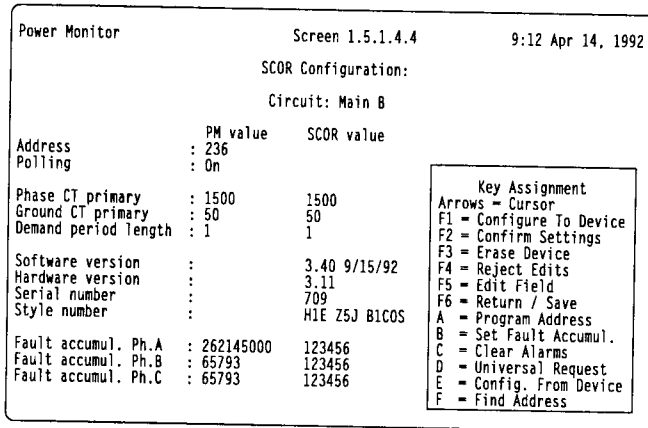 Power Monitor Screen 1.5.1.4.4 9:12 Apr 14, 1992
SCOR Configuration:
Circuit: Main B
PM value SCOR value
Address : 236
Polling : On
Phase CT primary : 1500 1500
Ground CT primary : 50 50
Demand period length : 1 1
Software version : 3.40 9/15/92
Hardware version : 3.11
Serial number : 709
Style number : H1E Z5J B1COS
Fault accumul. Ph.A : 262145000 123456
Fault accumul. Ph.B : 65793 123456
Fault accumul. Ph.C : 65793 123456
Key Assignment
Arrows = Cursor
F1 = Configure To Device
F2 = Confirm Settings
F3 = Erase Device
F4 = Reject Edits
F5 = Edit Field
F6 = Return / Save
A = Program Address
B = Set Fault Accumul.
C = Clear Alarms
D = Universal Request
E = Config. From Device
F = Find Address